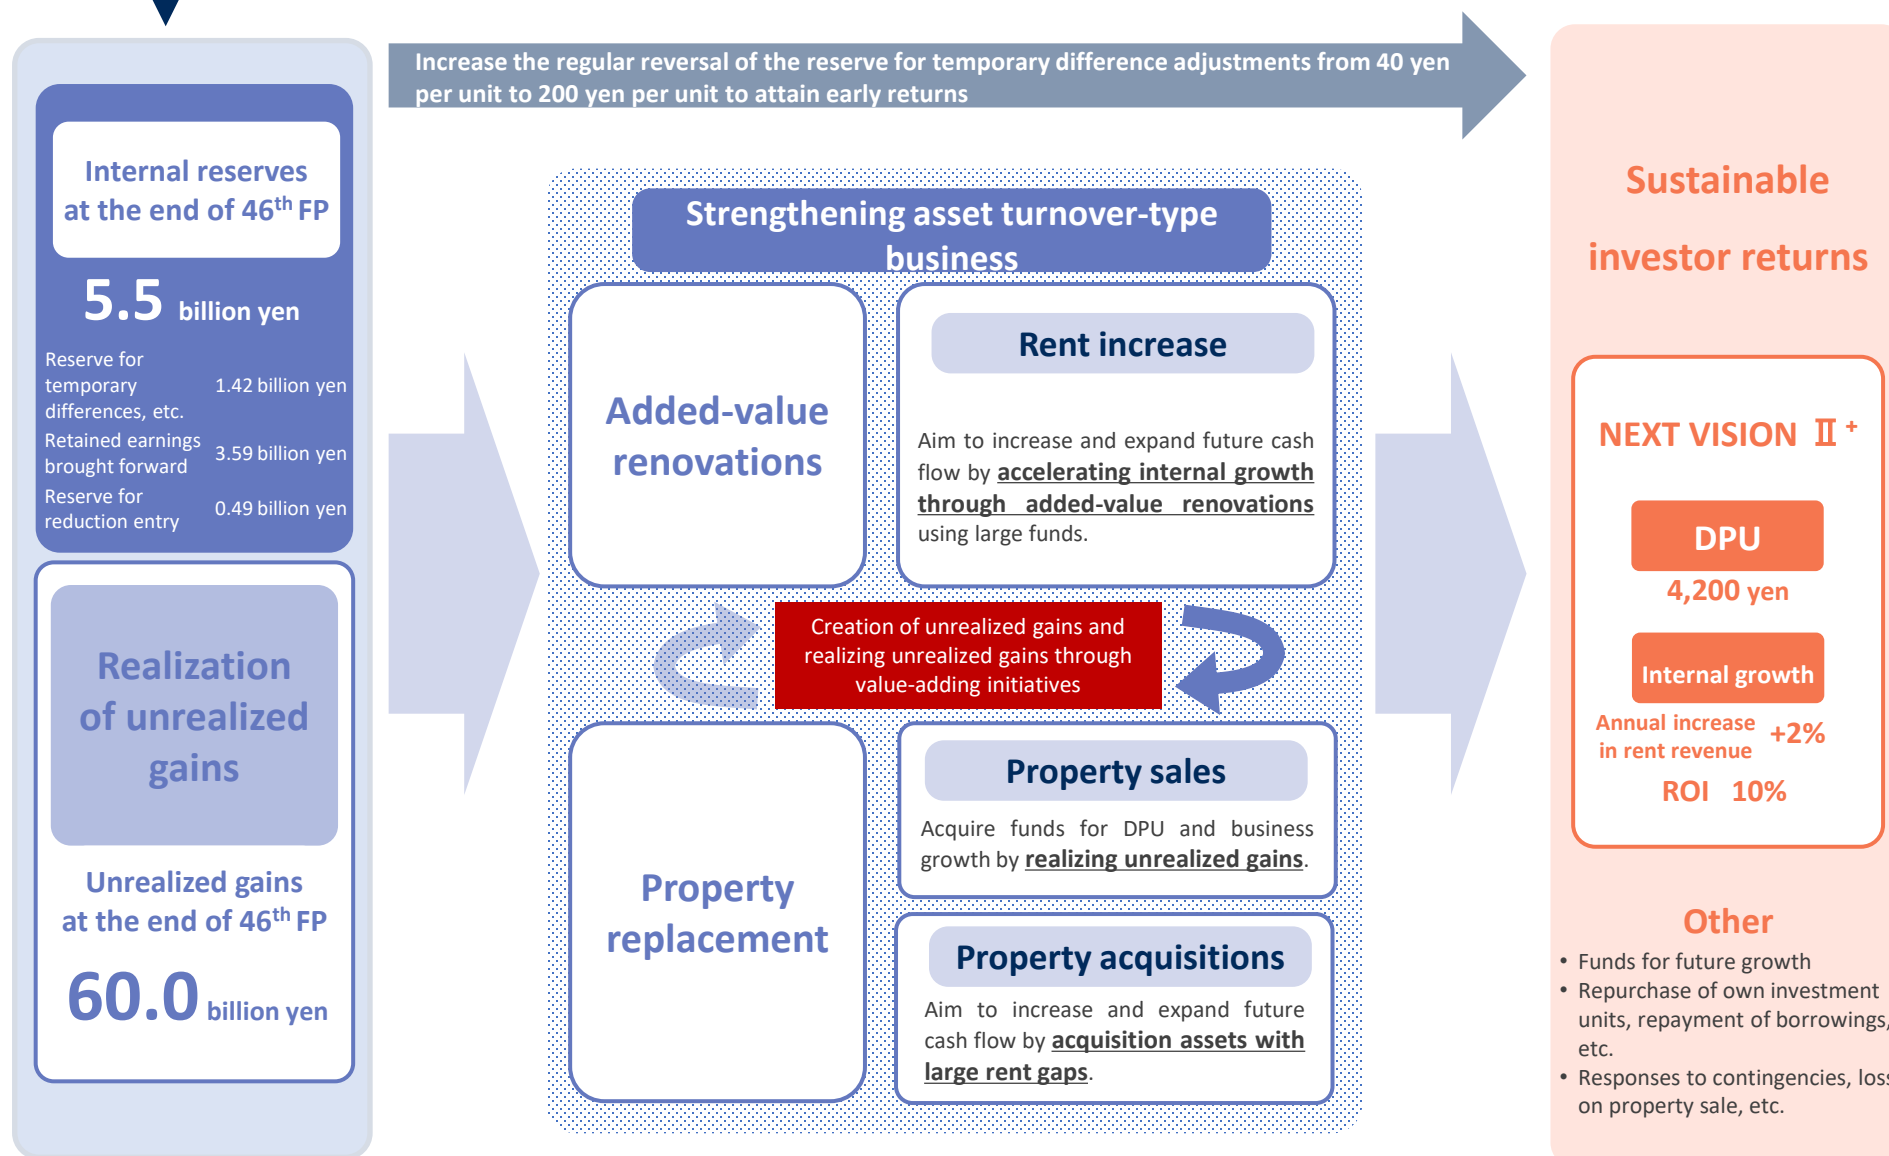 Increase the regular reversal of the reserve for temporary difference adjustments from 40 yen
per unit to 200 yen per unit to attain early returns
Internal reserves
at the end of 46th FP
5.5 billion yen
Reserve for
temporary
differences, etc.
1.42 billion yen
Retained earnings
brought forward
3.59 billion yen
Reserve for
reduction entry
0.49 billion yen
Realization
of unrealized
gains
Unrealized gains
at the end of 46th FP
60.0 billion yen
Strengthening asset turnover-type
business
Added-value
renovations
Rent increase
Aim to increase and expand future cash
flow by accelerating internal growth
through added-value renovations
using large funds.
Creation of unrealized gains and
realizing unrealized gains through
value-adding initiatives
Property
replacement
Property sales
Acquire funds for DPU and business
growth by realizing unrealized gains.
Property acquisitions
Aim to increase and expand future
cash flow by acquisition assets with
large rent gaps.
Sustainable
investor returns
NEXT VISION Ⅱ+
DPU
4,200 yen
Internal growth
Annual increase
in rent revenue
+2%
ROI 10%
Other
• Funds for future growth
• Repurchase of own investment
units, repayment of borrowings,
etc.
• Responses to contingencies, loss
on property sale, etc.